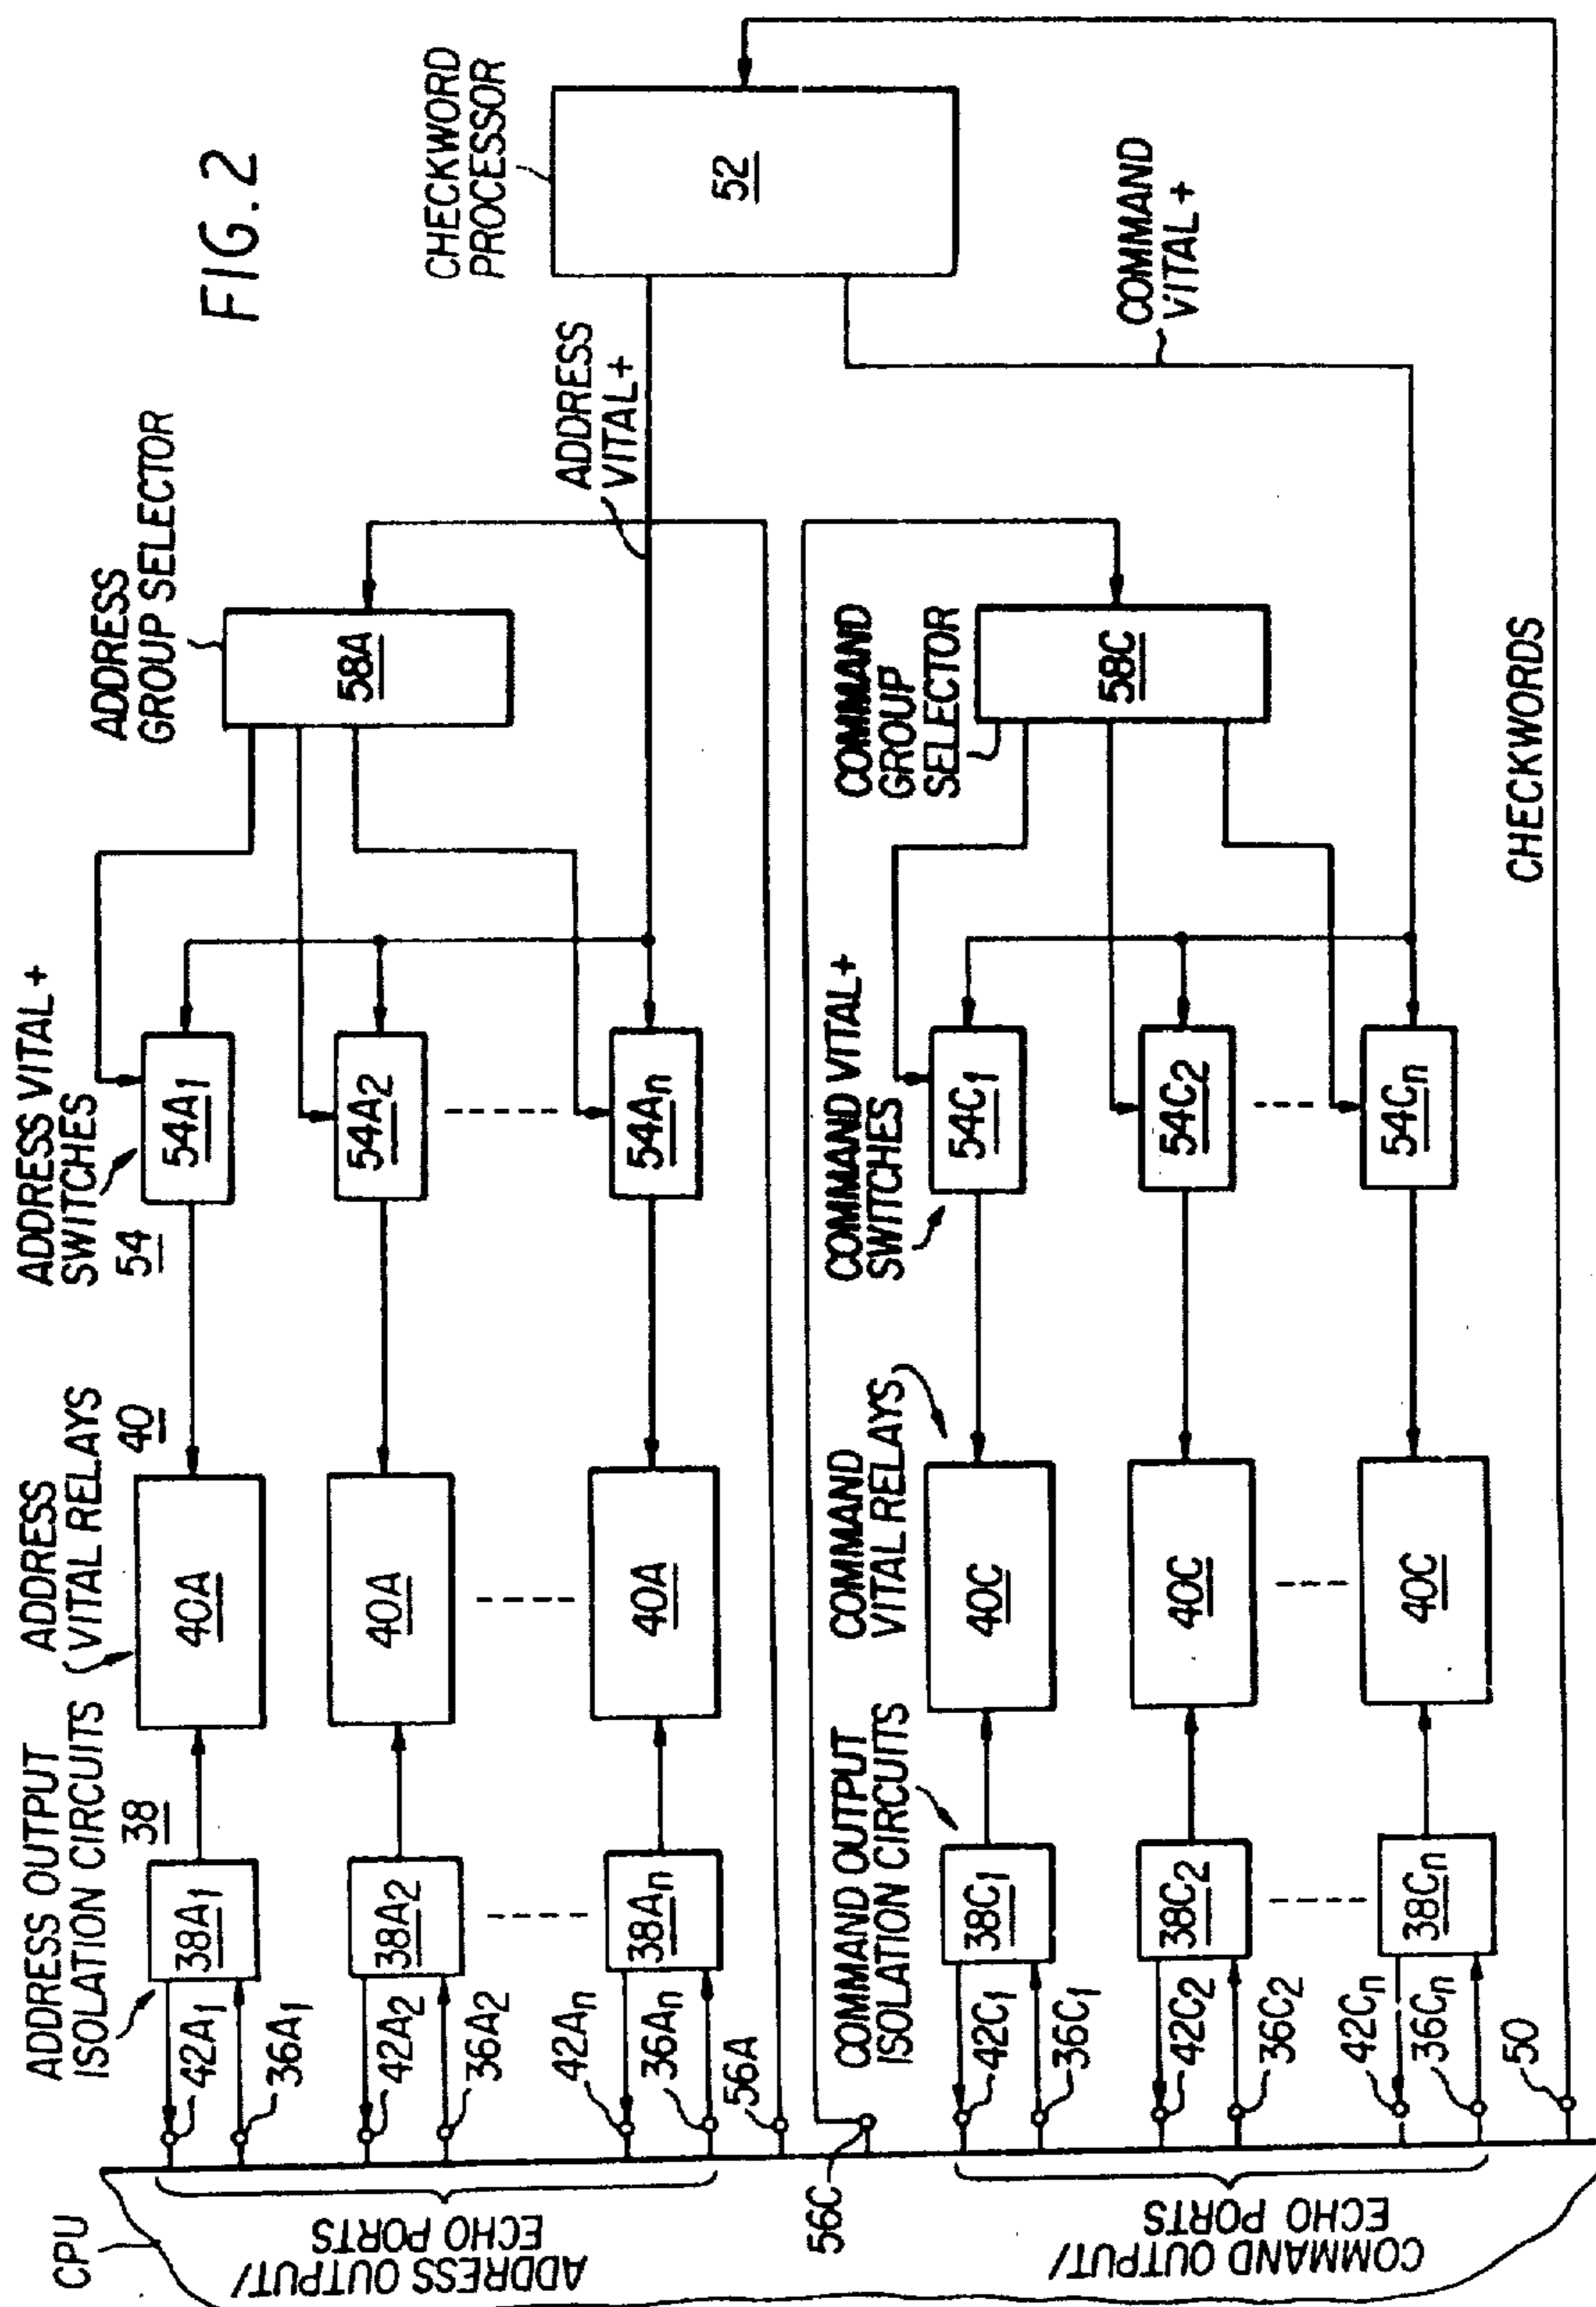 FIG. 2
ADDRESS OUTPUT
ISOLATION CIRCUITS
38
ADDRESS
VITAL RELAYS
40
ADDRESS VITAL+
SWITCHES
54
ADDRESS
GROUP SELECTOR
CHECKWORD
PROCESSOR
CPU
ADDRESS OUTPUT/
ECHO PORTS
42A1
36A1
38A1
40A
54A1
58A
42A2
36A2
38A2
40A
54A2
ADDRESS
VITAL+
52
42An
36An
38An
40A
54An
56A
56C
COMMAND OUTPUT
ISOLATION CIRCUITS
COMMAND
VITAL RELAYS
COMMAND VITAL+
SWITCHES
COMMAND
GROUP
SELECTOR
COMMAND OUTPUT/
ECHO PORTS
42C1
36C1
38C1
40C
54C1
58C
COMMAND
VITAL+
42C2
36C2
38C2
40C
54C2
42Cn
36Cn
38Cn
40C
54Cn
50
CHECKWORDS